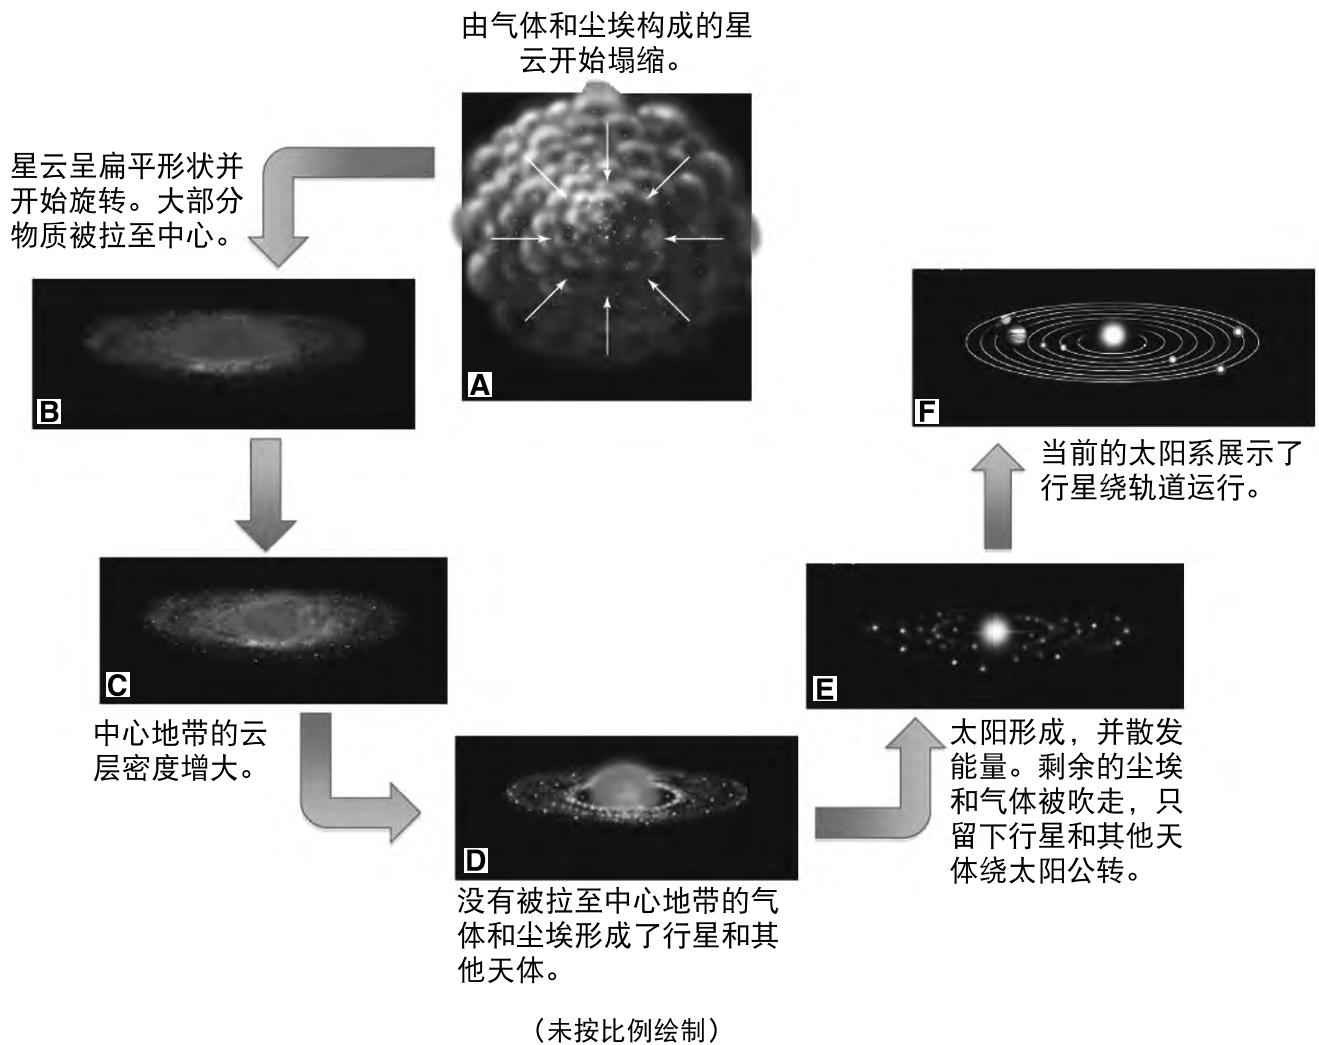 由气体和尘埃构成的星
云开始塌缩。
A
星云呈扁平形状并
开始旋转。大部分
物质被拉至中心。
B
C
中心地带的云
层密度增大。
D
没有被拉至中心地带的气
体和尘埃形成了行星和其
他天体。
E
太阳形成，并散发
能量。剩余的尘埃
和气体被吹走，只
留下行星和其他天
体绕太阳公转。
F
当前的太阳系展示了
行星绕轨道运行。
（未按比例绘制）